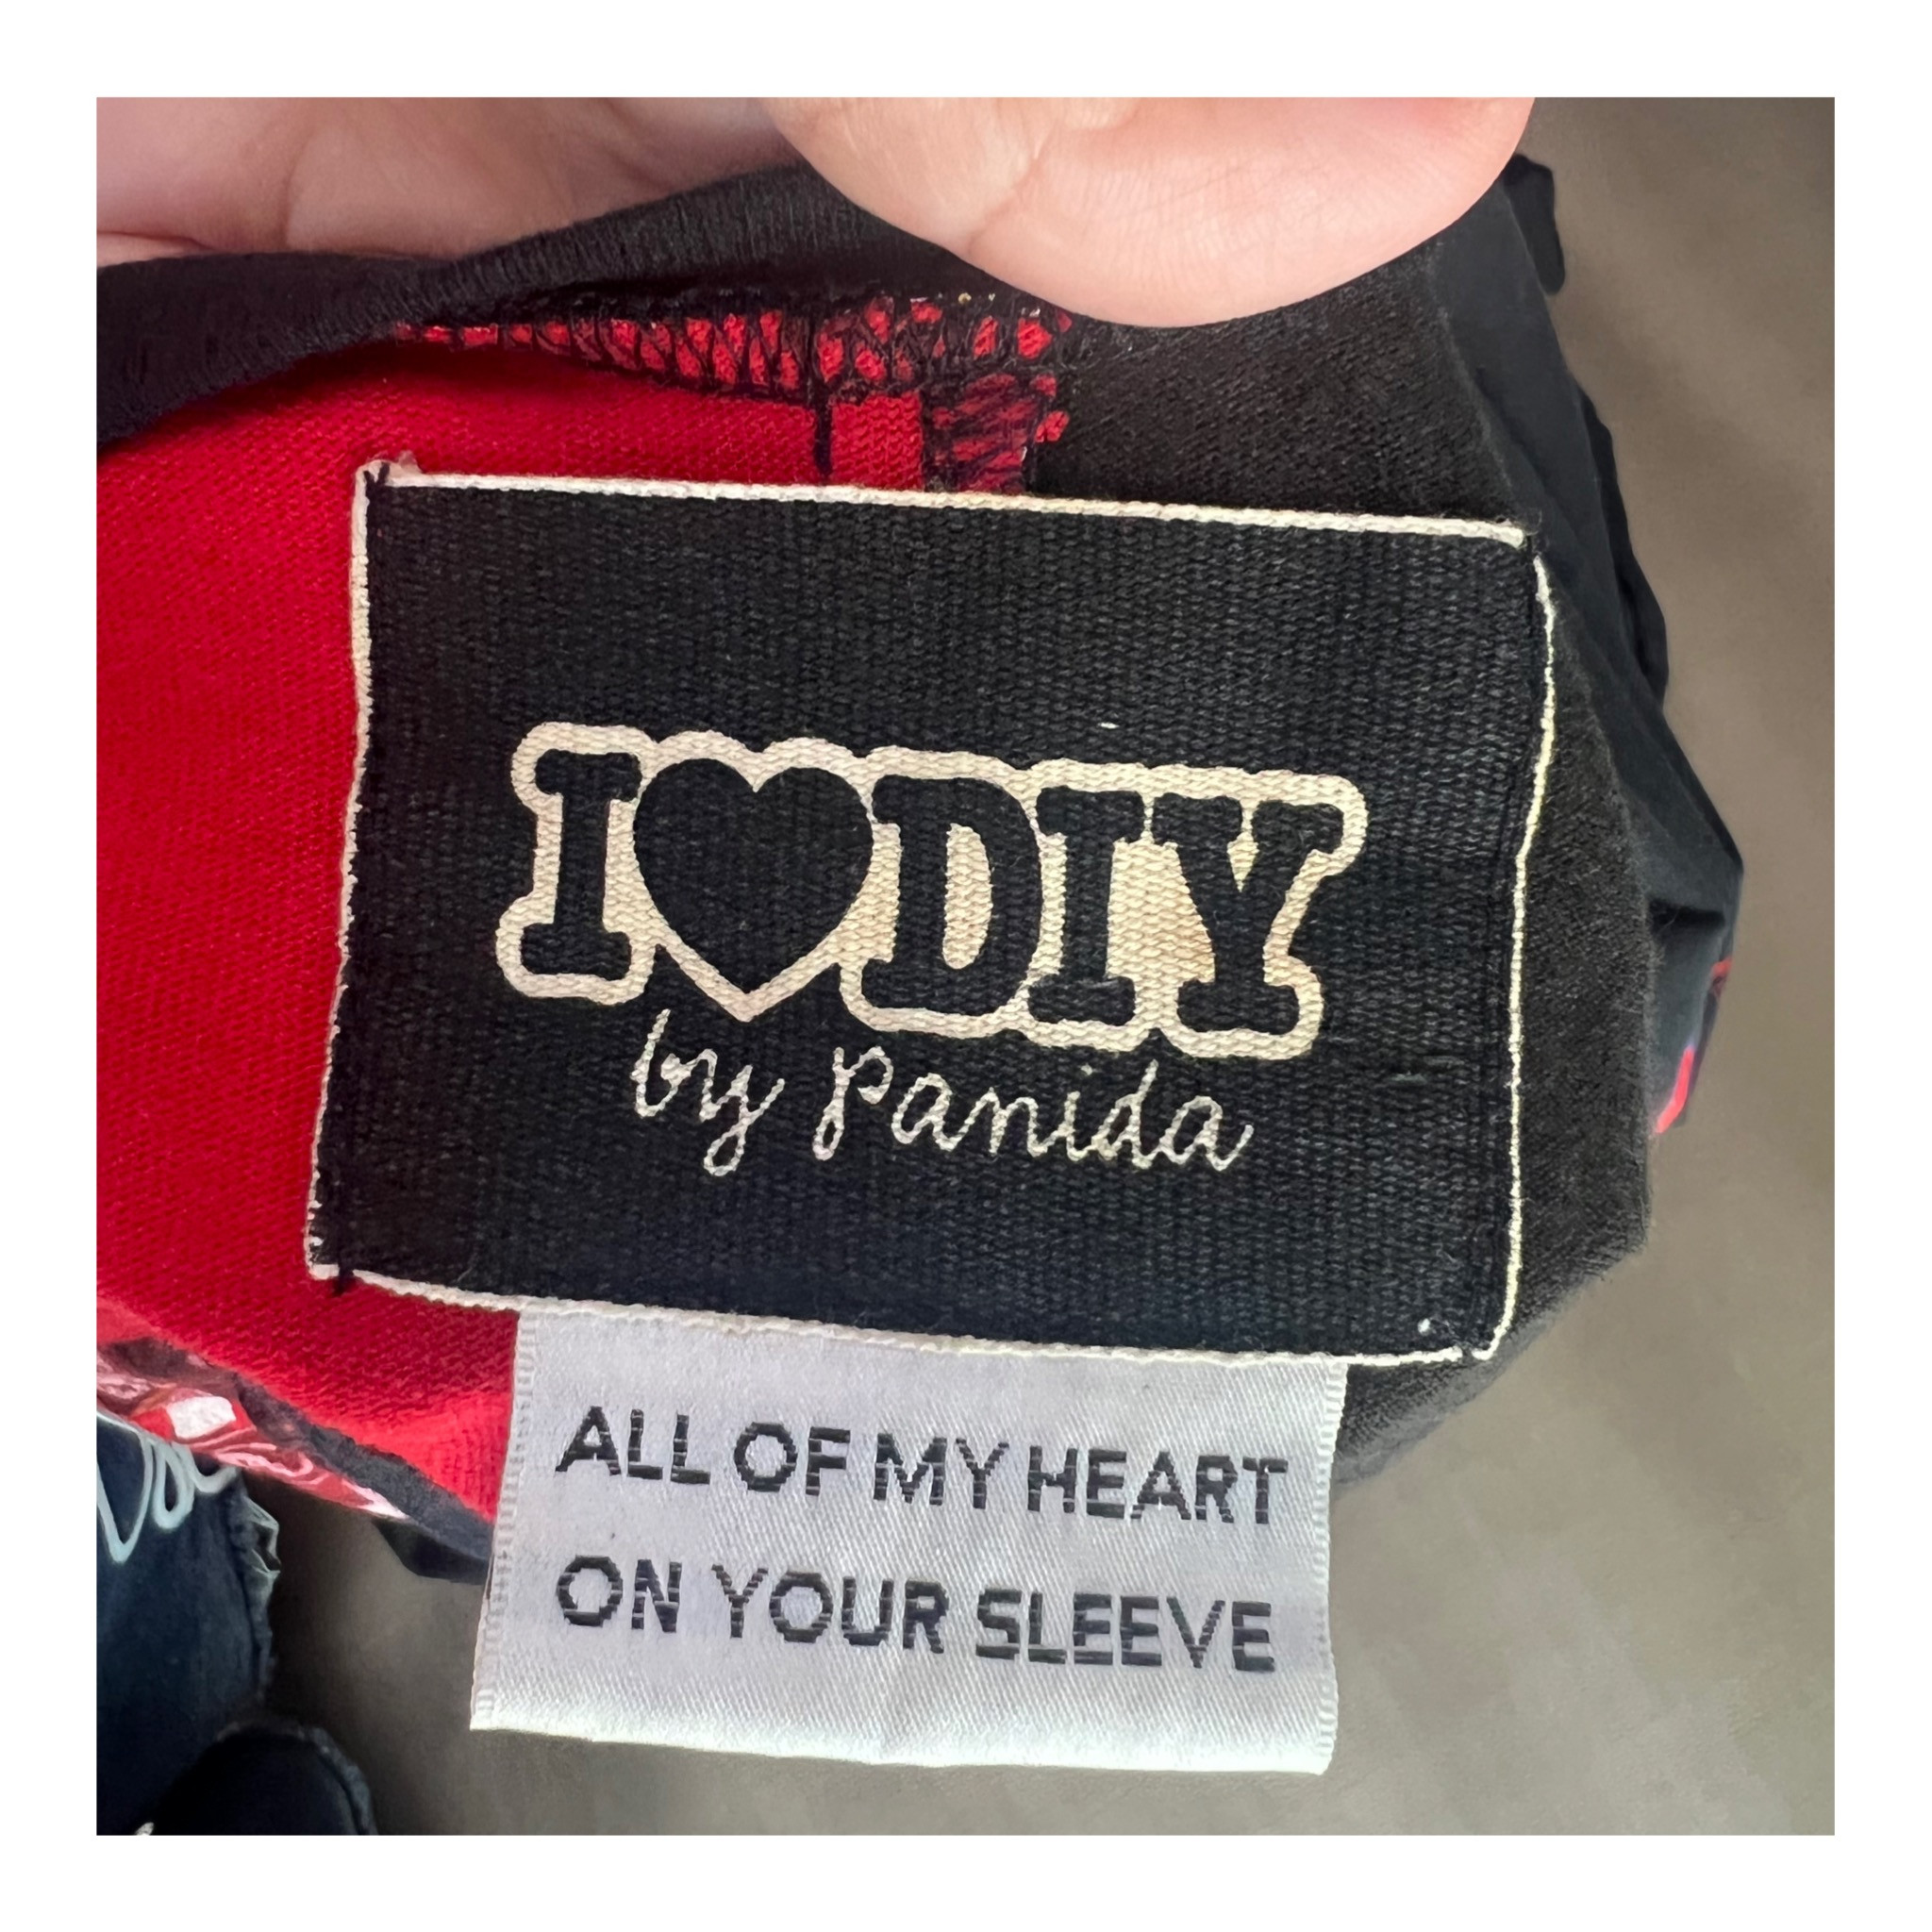 I ♥ DIY
by Panida
ALL OF MY HEART
ON YOUR SLEEVE